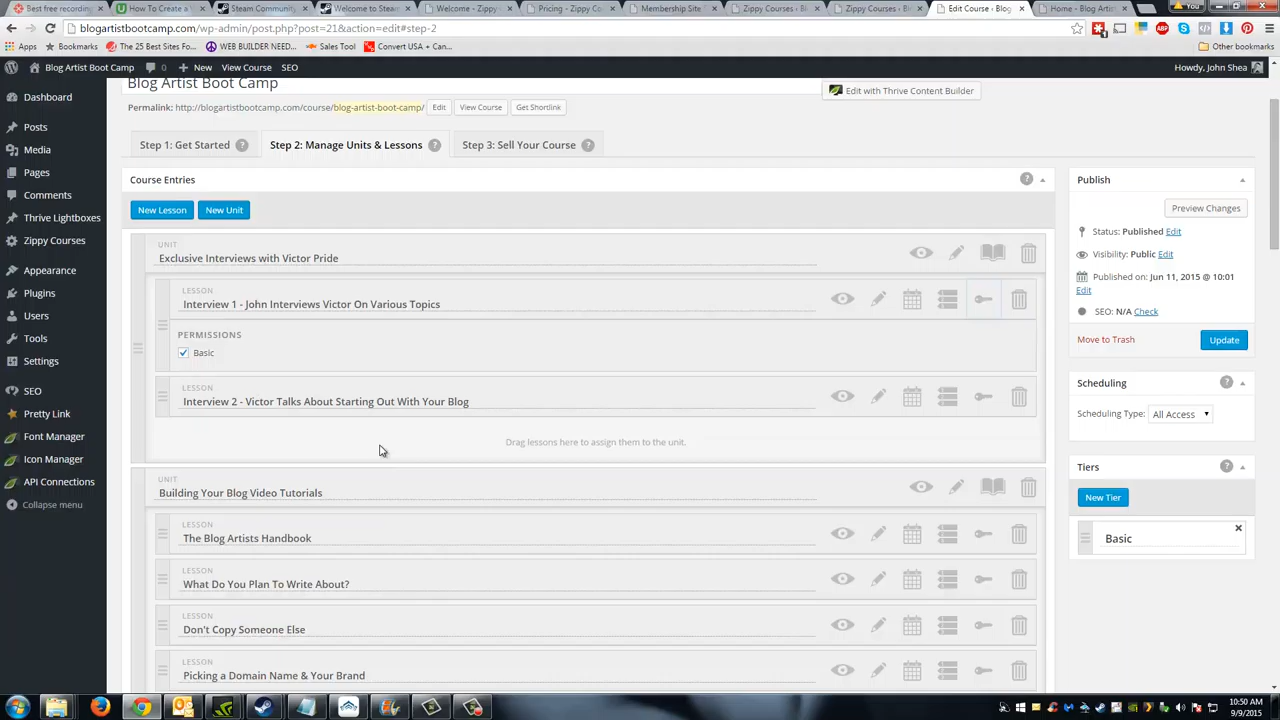 Best free recording
How To Create a
Steam Community
Welcome to Steam
Welcome - Zippy
Pricing - Zippy Co
Membership Site
Zippy Courses ‹ B
Zippy Courses ‹ B
Edit Course ‹ Blog
Home - Blog Artist
You
blogartistbootcamp.com/wp-admin/post.php?post=21&action=edit#step-2
Apps
Bookmarks
The 25 Best Sites For
WEB BUILDER NEED
Sales Tool
Convert USA - Can
Other bookmarks
Blog Artist Boot Camp
0
New
View Course
SEO
Howdy, John Shea
Dashboard
Posts
Media
Pages
Comments
Thrive Lightboxes
Zippy Courses
Appearance
Plugins
Users
Tools
Settings
SEO
Pretty Link
Font Manager
Icon Manager
API Connections
Collapse menu
Blog Artist Boot Camp
Edit with Thrive Content Builder
Permalink: http://blogartistbootcamp.com/course/blog-artist-boot-camp/ Edit View Course Get Shortlink
Step 1: Get Started ?
Step 2: Manage Units & Lessons ?
Step 3: Sell Your Course ?
Course Entries ?
New Lesson
New Unit
UNIT
Exclusive Interviews with Victor Pride
LESSON
Interview 1 - John Interviews Victor On Various Topics
PERMISSIONS
Basic
LESSON
Interview 2 - Victor Talks About Starting Out With Your Blog
Drag lessons here to assign them to the unit.
UNIT
Building Your Blog Video Tutorials
LESSON
The Blog Artists Handbook
LESSON
What Do You Plan To Write About?
LESSON
Don't Copy Someone Else
LESSON
Picking a Domain Name & Your Brand
Publish
Preview Changes
Status: Published Edit
Visibility: Public Edit
Published on: Jun 11, 2015 @ 10:01
Edit
SEO: N/A Check
Move to Trash
Update
Scheduling ?
Scheduling Type: All Access
Tiers ?
New Tier
Basic
10:50 AM
9/9/2015